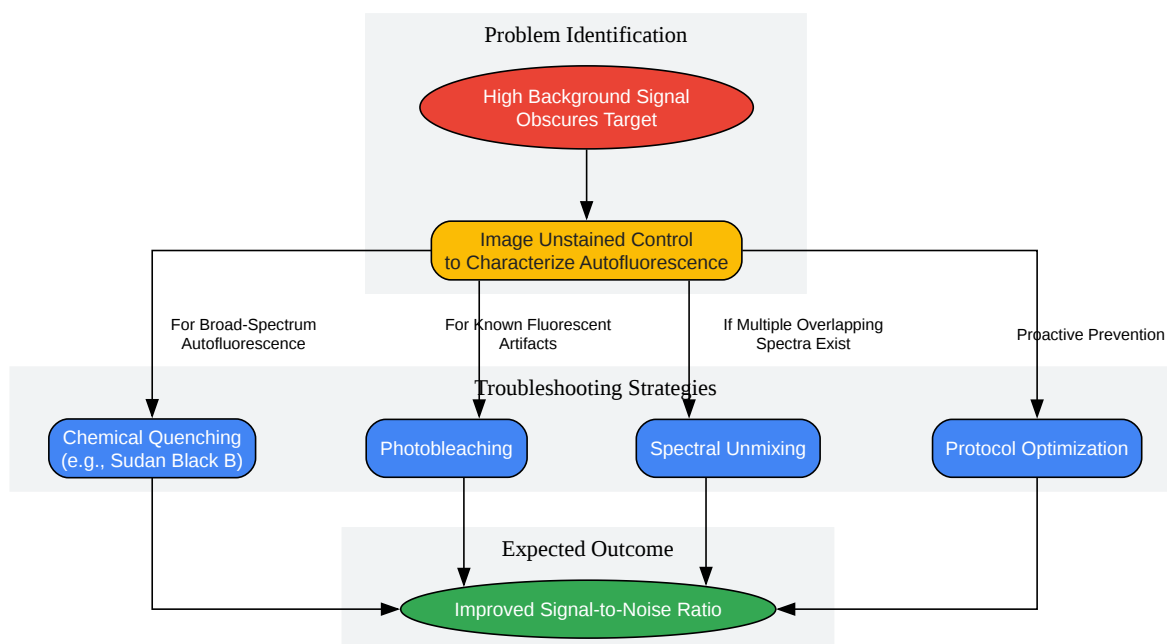 Problem Identification
High Background Signal
Obscures Target
Image Unstained Control
to Characterize Autofluorescence
For Broad-Spectrum
Autofluorescence
For Known Fluorescent
Artifacts
If Multiple Overlapping
Spectra Exist
Proactive Prevention
Troubleshooting Strategies
Chemical Quenching
(e.g., Sudan Black B)
Photobleaching
Spectral Unmixing
Protocol Optimization
Expected Outcome
Improved Signal-to-Noise Ratio